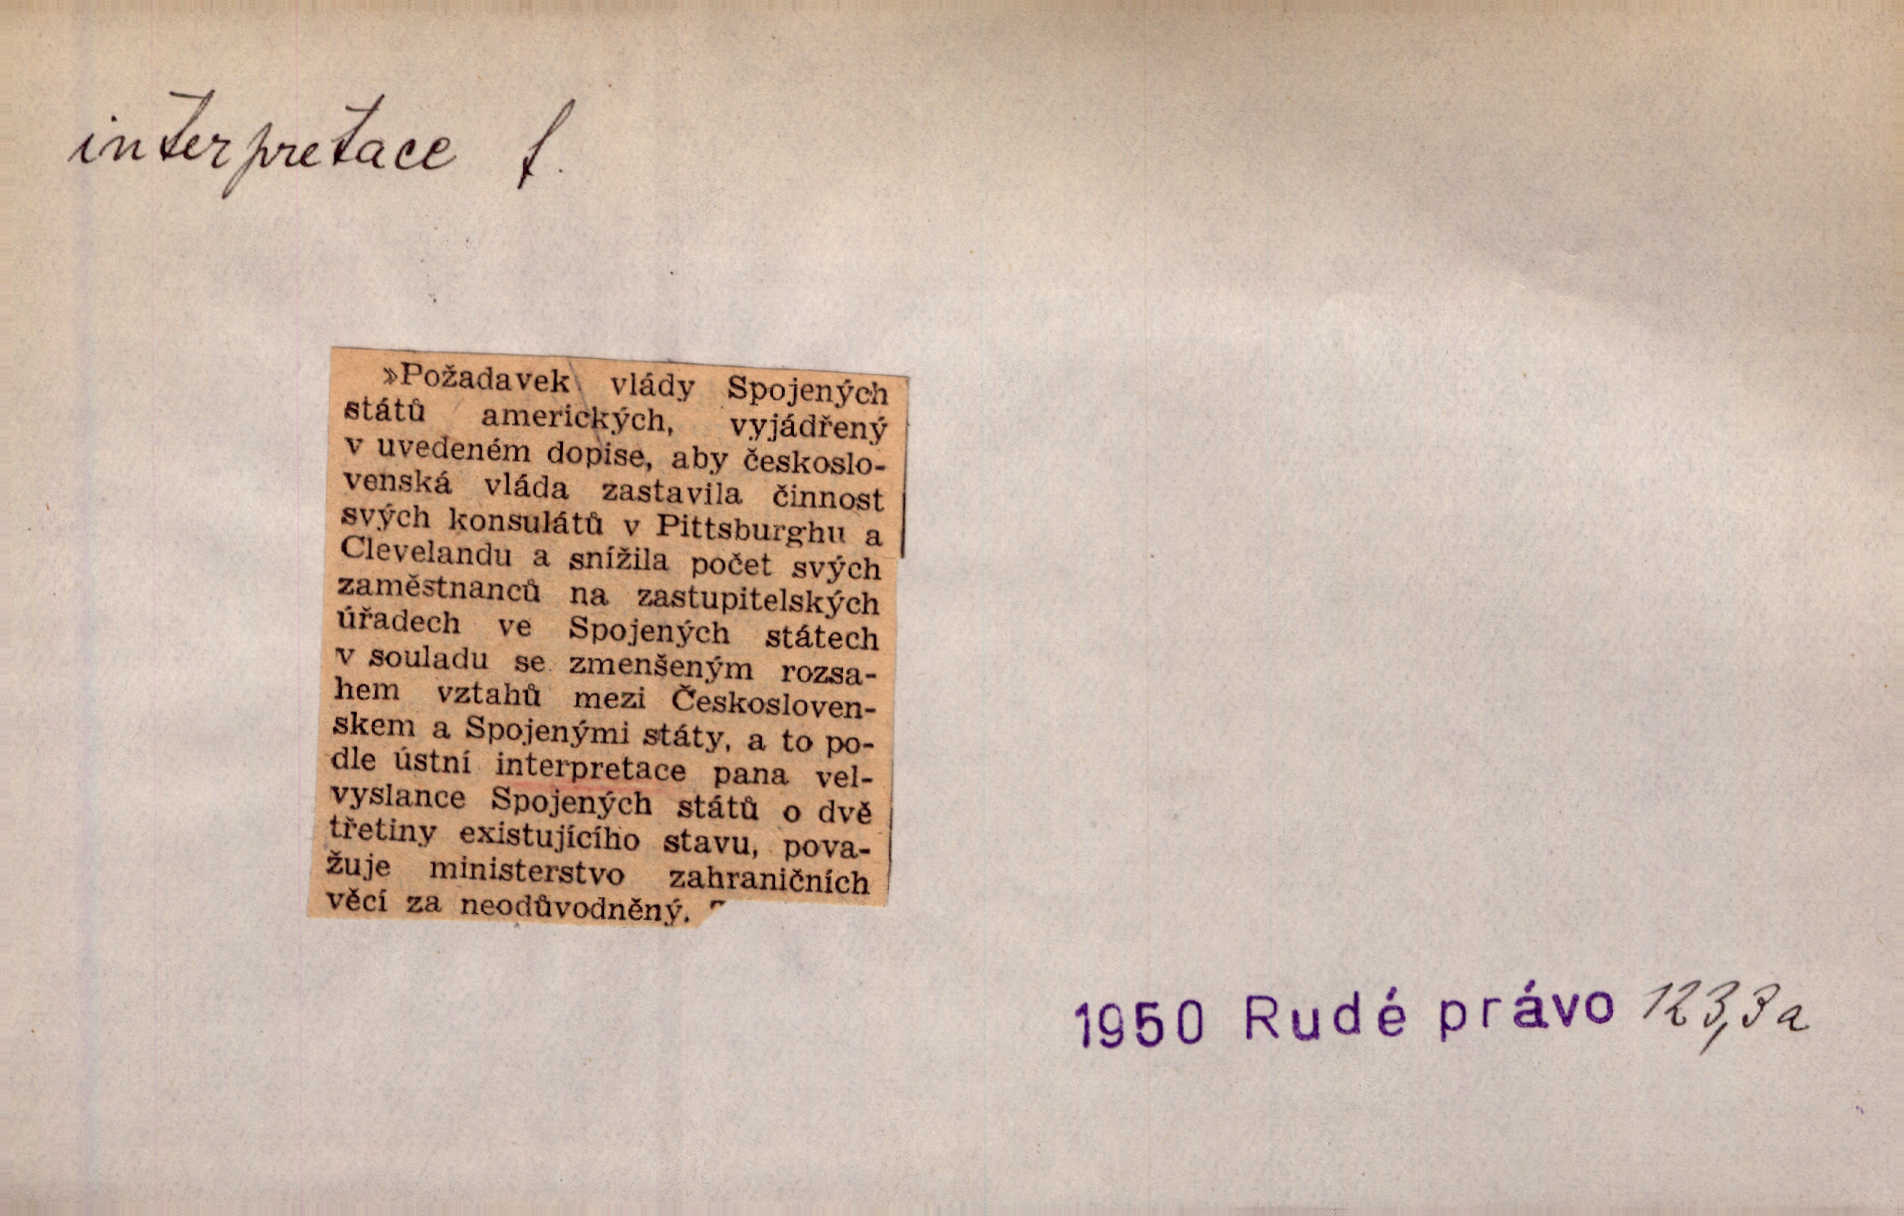 interpretace f.
»Požadavek vlády Spojených
států amerických, vyjádřený
v uvedeném dopise, aby českoslo-
venská vláda zastavila činnost
svých konsulátů v Pittsburghu a
Clevelandu a snížila počet svých
zaměstnanců na zastupitelských
úřadech ve Spojených státech
v souladu se zmenšeným rozsa-
hem vztahů mezi Českosloven-
skem a Spojenými státy, a to po-
dle ústní interpretace pana vel-
vyslance Spojených států o dvě
třetiny existujícího stavu, pova-
žuje ministerstvo zahraničních
věcí za neodůvodněný.
1950 Rudé právo 123,3a